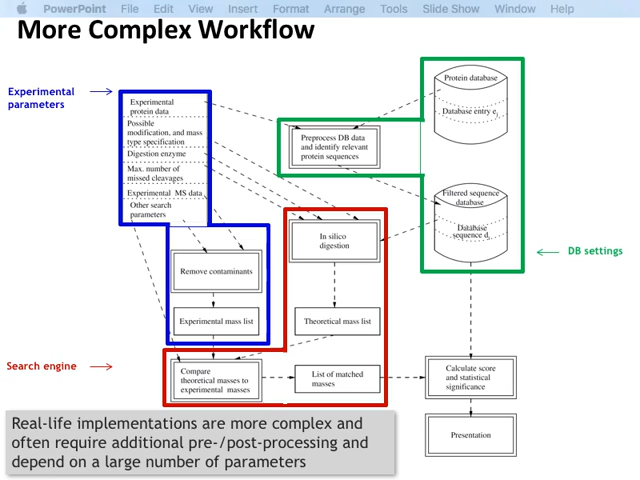 PowerPoint File Edit View Insert Format Arrange Tools Slide Show Window Help
More Complex Workflow
Experimental
parameters
Experimental
protein data
Possible
modification, and mass
type specification
Digestion enzyme
Max. number of
missed cleavages
Experimental MS data
Other search
parameters
Preprocess DB data
and identify relevant
protein sequences
Protein database
Database entry dj
Filtered sequence
database
Database
sequence di
DB settings
In silico
digestion
Remove contaminants
Experimental mass list
Theoretical mass list
Search engine
Compare
theoretical masses to
experimental masses
List of matched
masses
Calculate score
and statistical
significance
Presentation
Real-life implementations are more complex and
often require additional pre-/post-processing and
depend on a large number of parameters